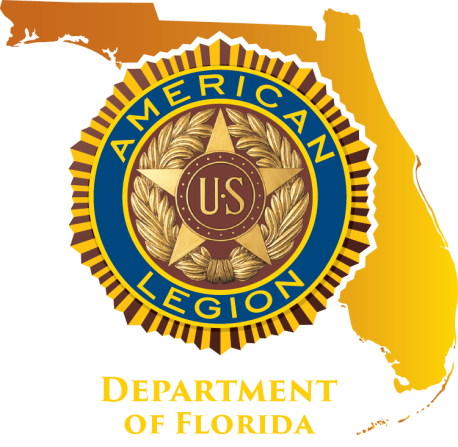 AMERICAN
U·S
LEGION
DEPARTMENT
OF FLORIDA